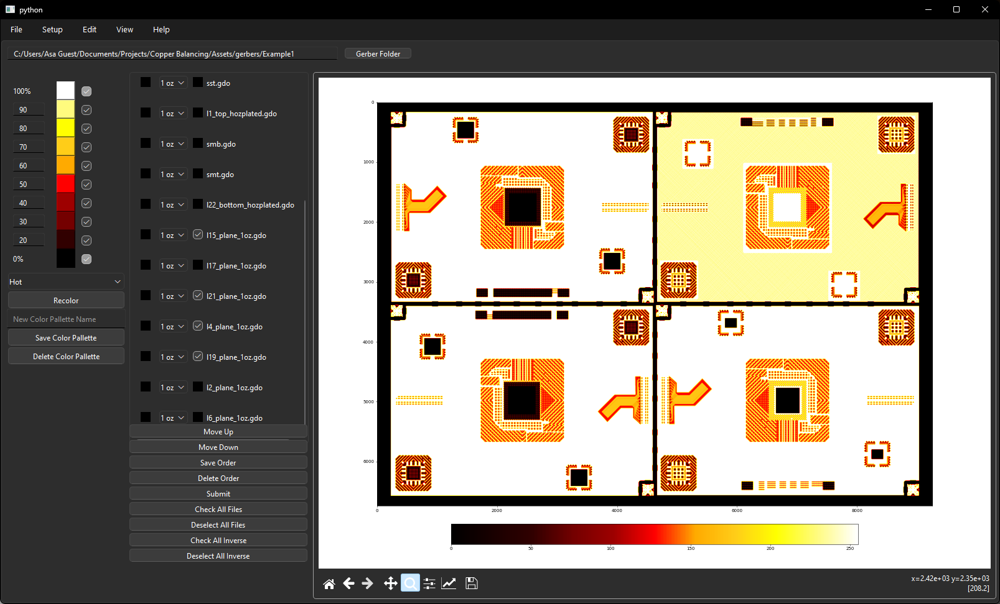 python
File Setup Edit View Help
C:/Users/Asa Guest/Documents/Projects/Copper Balancing/Assets/gerbers/Example1 Gerber Folder
100%
90
80
70
60
50
40
30
20
0%
Hot
Recolor
New Color Pallette Name
Save Color Pallette
Delete Color Pallette
1 oz sst.gdo
1 oz l1_top_hozplated.gdo
1 oz smb.gdo
1 oz smt.gdo
1 oz l22_bottom_hozplated.gdo
1 oz l15_plane_1oz.gdo
1 oz l17_plane_1oz.gdo
1 oz l21_plane_1oz.gdo
1 oz l4_plane_1oz.gdo
1 oz l19_plane_1oz.gdo
1 oz l2_plane_1oz.gdo
1 oz l6_plane_1oz.gdo
Move Up
Move Down
Save Order
Delete Order
Submit
Check All Files
Deselect All Files
Check All Inverse
Deselect All Inverse
0
1000
2000
3000
4000
5000
6000
0 2000 4000 6000 8000
0 50 100 150 200 250
x=2.42e+03 y=2.35e+03
[208.2]